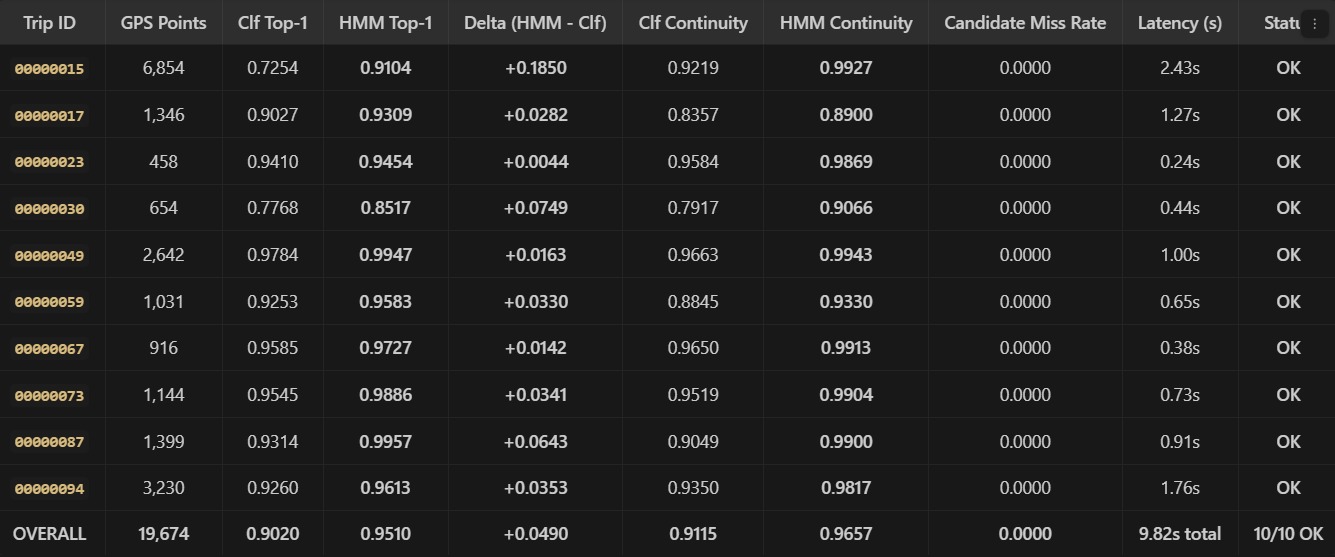 Trip ID GPS Points Clf Top-1 HMM Top-1 Delta (HMM - Clf) Clf Continuity HMM Continuity Candidate Miss Rate Latency (s) Statu
00000015 6,854 0.7254 0.9104 +0.1850 0.9219 0.9927 0.0000 2.43s OK
00000017 1,346 0.9027 0.9309 +0.0282 0.8357 0.8900 0.0000 1.27s OK
00000023 458 0.9410 0.9454 +0.0044 0.9584 0.9869 0.0000 0.24s OK
00000030 654 0.7768 0.8517 +0.0749 0.7917 0.9066 0.0000 0.44s OK
00000049 2,642 0.9784 0.9947 +0.0163 0.9663 0.9943 0.0000 1.00s OK
00000059 1,031 0.9253 0.9583 +0.0330 0.8845 0.9330 0.0000 0.65s OK
00000067 916 0.9585 0.9727 +0.0142 0.9650 0.9913 0.0000 0.38s OK
00000073 1,144 0.9545 0.9886 +0.0341 0.9519 0.9904 0.0000 0.73s OK
00000087 1,399 0.9314 0.9957 +0.0643 0.9049 0.9900 0.0000 0.91s OK
00000094 3,230 0.9260 0.9613 +0.0353 0.9350 0.9817 0.0000 1.76s OK
OVERALL 19,674 0.9020 0.9510 +0.0490 0.9115 0.9657 0.0000 9.82s total 10/10 OK